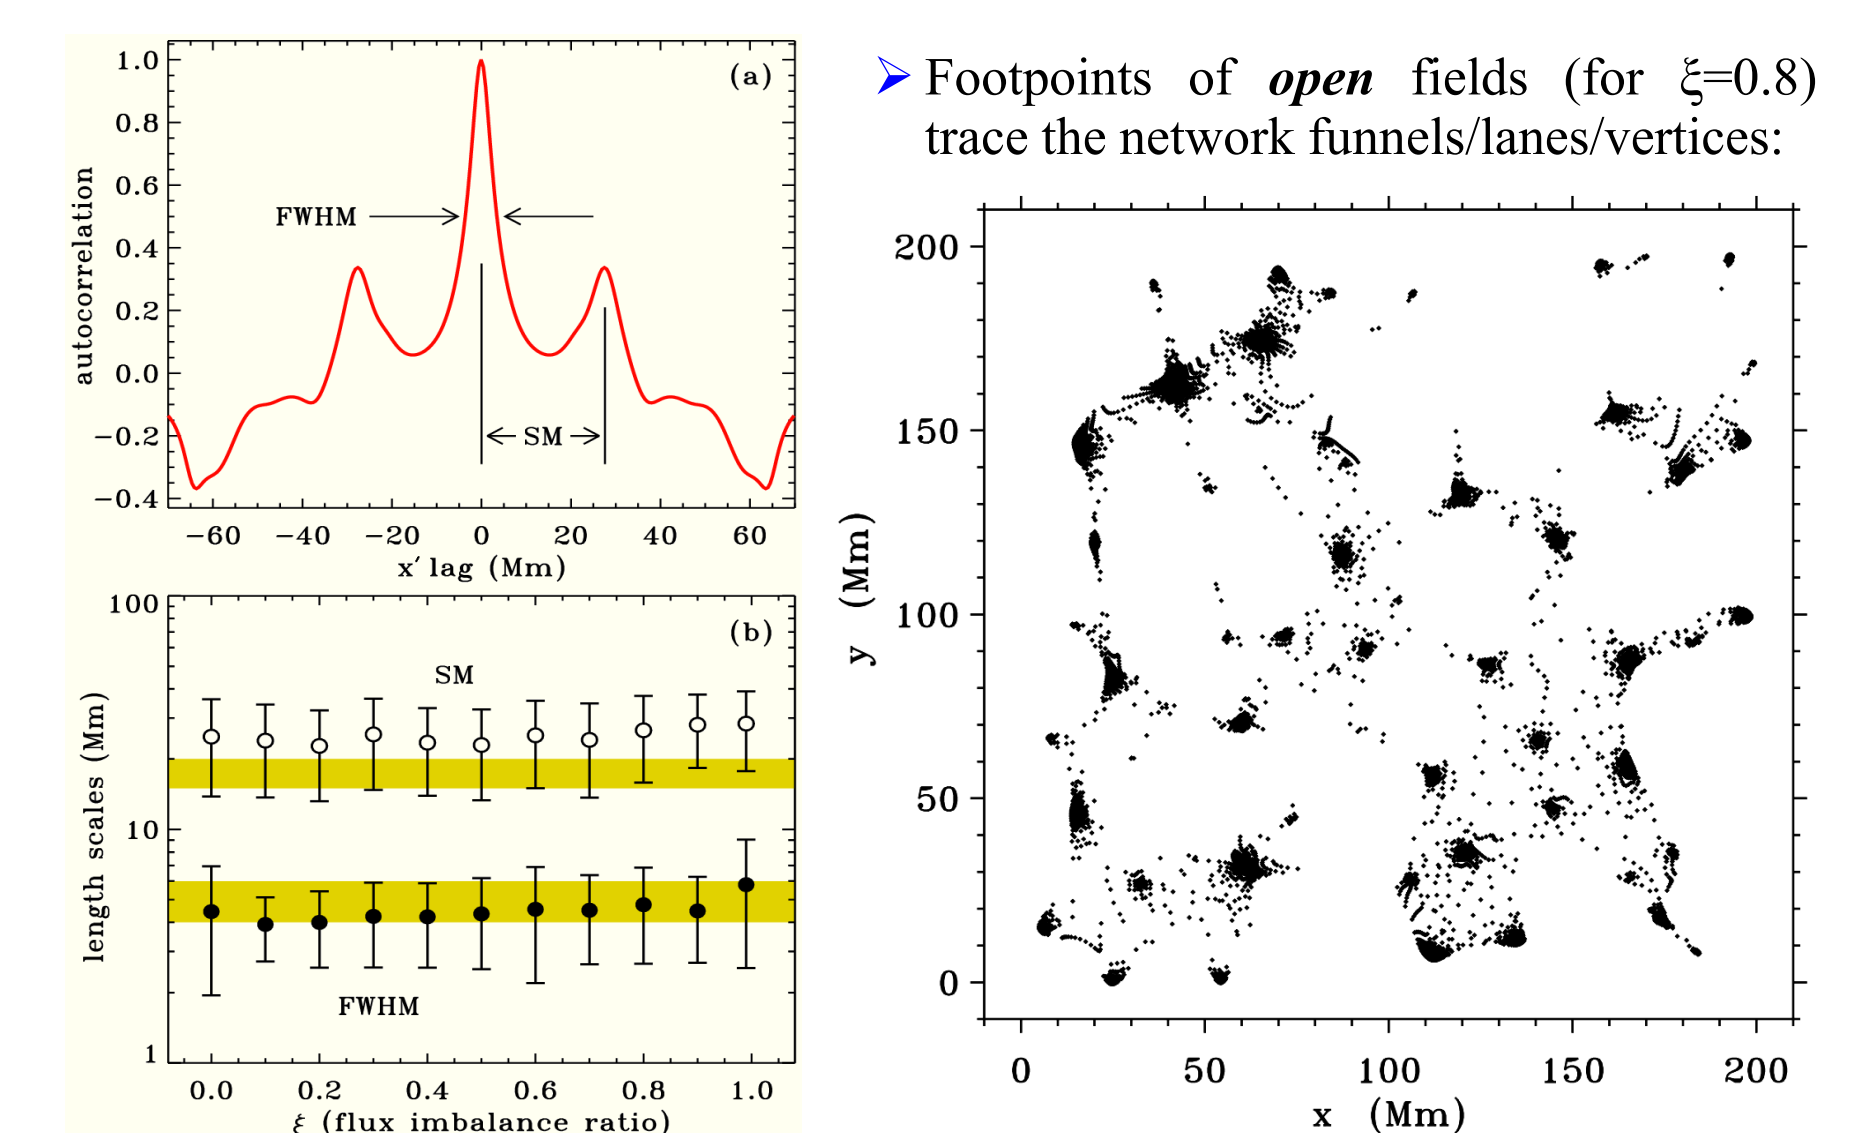 1.0
(a)
0.8
0.6
FWHM
0.4
0.2
0.0
SM
−0.2
−0.4
autocorrelation
−60 −40 −20 0 20 40 60
x′ lag (Mm)
100
(b)
SM
10
FWHM
1
length scales (Mm)
0.0 0.2 0.4 0.6 0.8 1.0
ξ (flux imbalance ratio)
Footpoints of open fields (for ξ=0.8)
trace the network funnels/lanes/vertices:
200
150
100
50
0
y (Mm)
0 50 100 150 200
x (Mm)